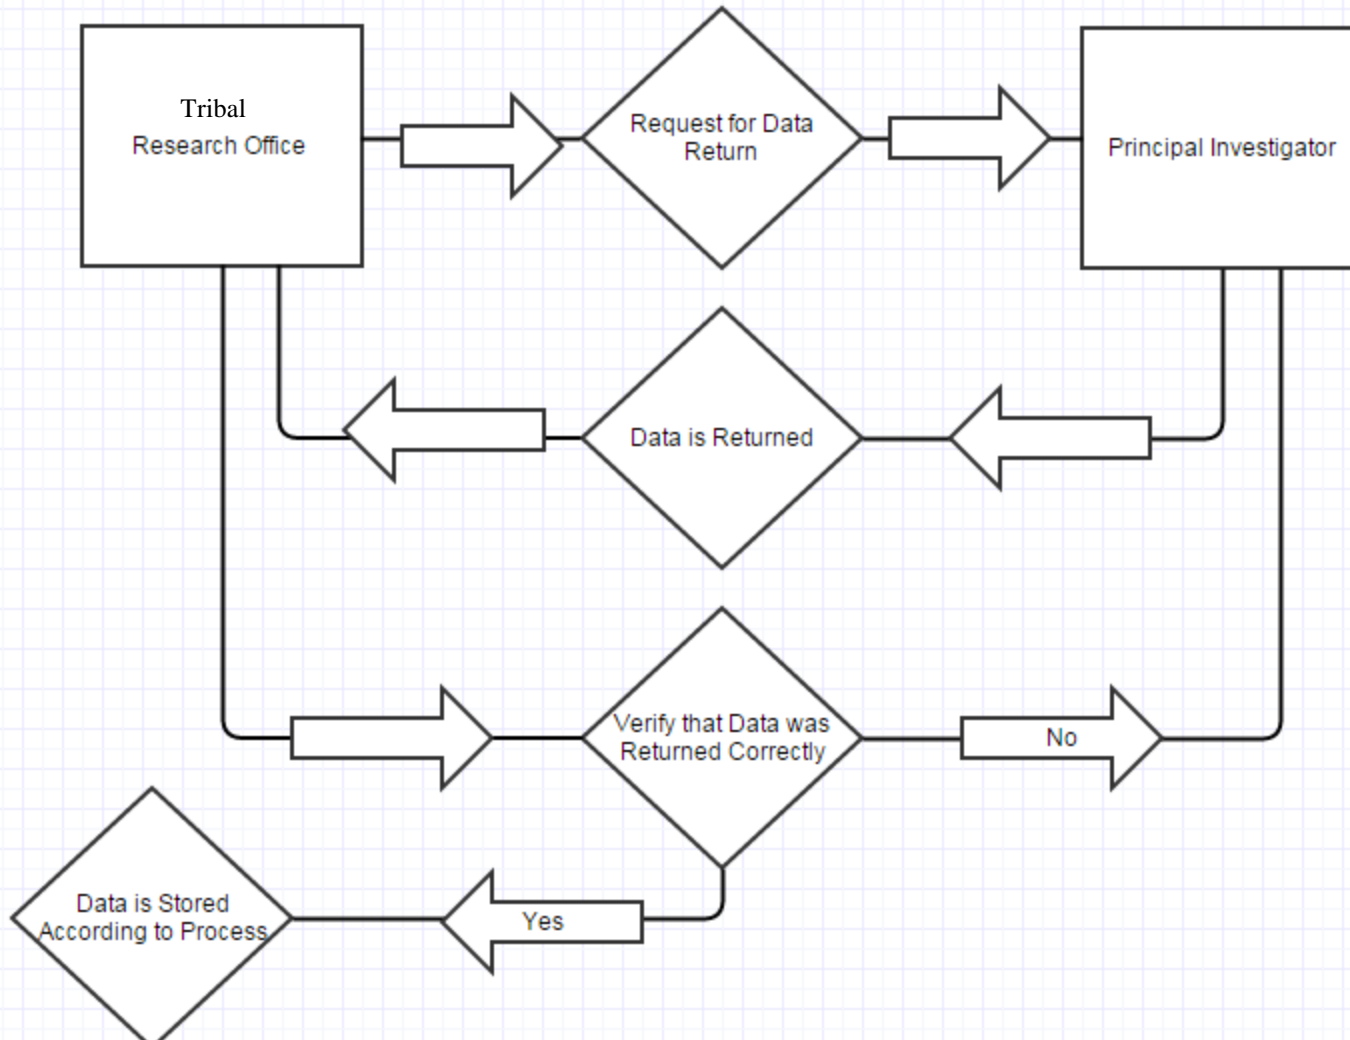 Tribal
Research Office
Request for Data
Return
Principal Investigator
Data is Returned
Verify that Data was
Returned Correctly
No
Yes
Data is Stored
According to Process